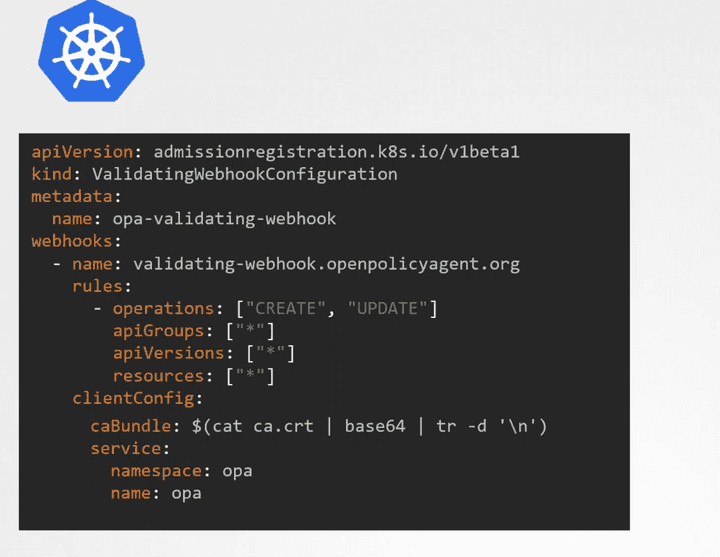 apiVersion: admissionregistration.k8s.io/v1beta1
kind: ValidatingWebhookConfiguration
metadata:
  name: opa-validating-webhook
webhooks:
  - name: validating-webhook.openpolicyagent.org
    rules:
      - operations: ["CREATE", "UPDATE"]
        apiGroups: ["*"]
        apiVersions: ["*"]
        resources: ["*"]
    clientConfig:
      caBundle: $(cat ca.crt | base64 | tr -d '\n')
      service:
        namespace: opa
        name: opa